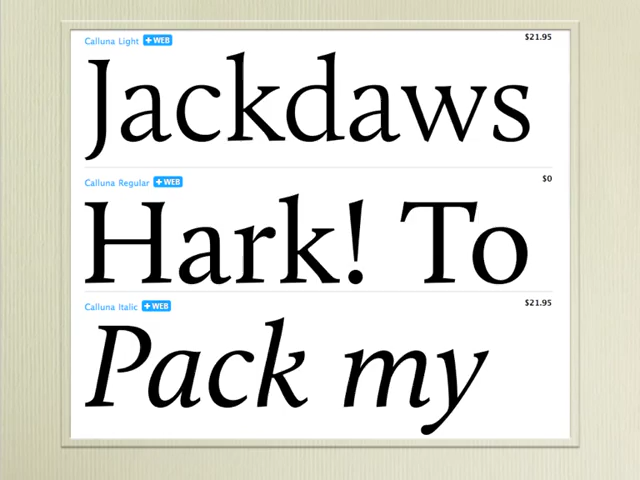 Calluna Light +WEB $21.95
Jackdaws
Calluna Regular +WEB $0
Hark! To
Calluna Italic +WEB $21.95
Pack my